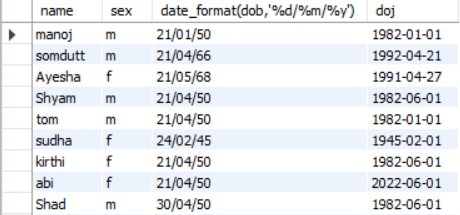 name sex date_format(dob,'%d/%m/%y') doj
manoj m 21/01/50 1982-01-01
somdutt m 21/04/66 1992-04-21
Ayesha f 21/05/68 1991-04-27
Shyam m 21/04/50 1982-06-01
tom m 21/04/50 1982-01-01
sudha f 24/02/45 1945-02-01
kirthi f 21/04/50 1982-06-01
abi f 21/04/50 2022-06-01
Shad m 30/04/50 1982-06-01